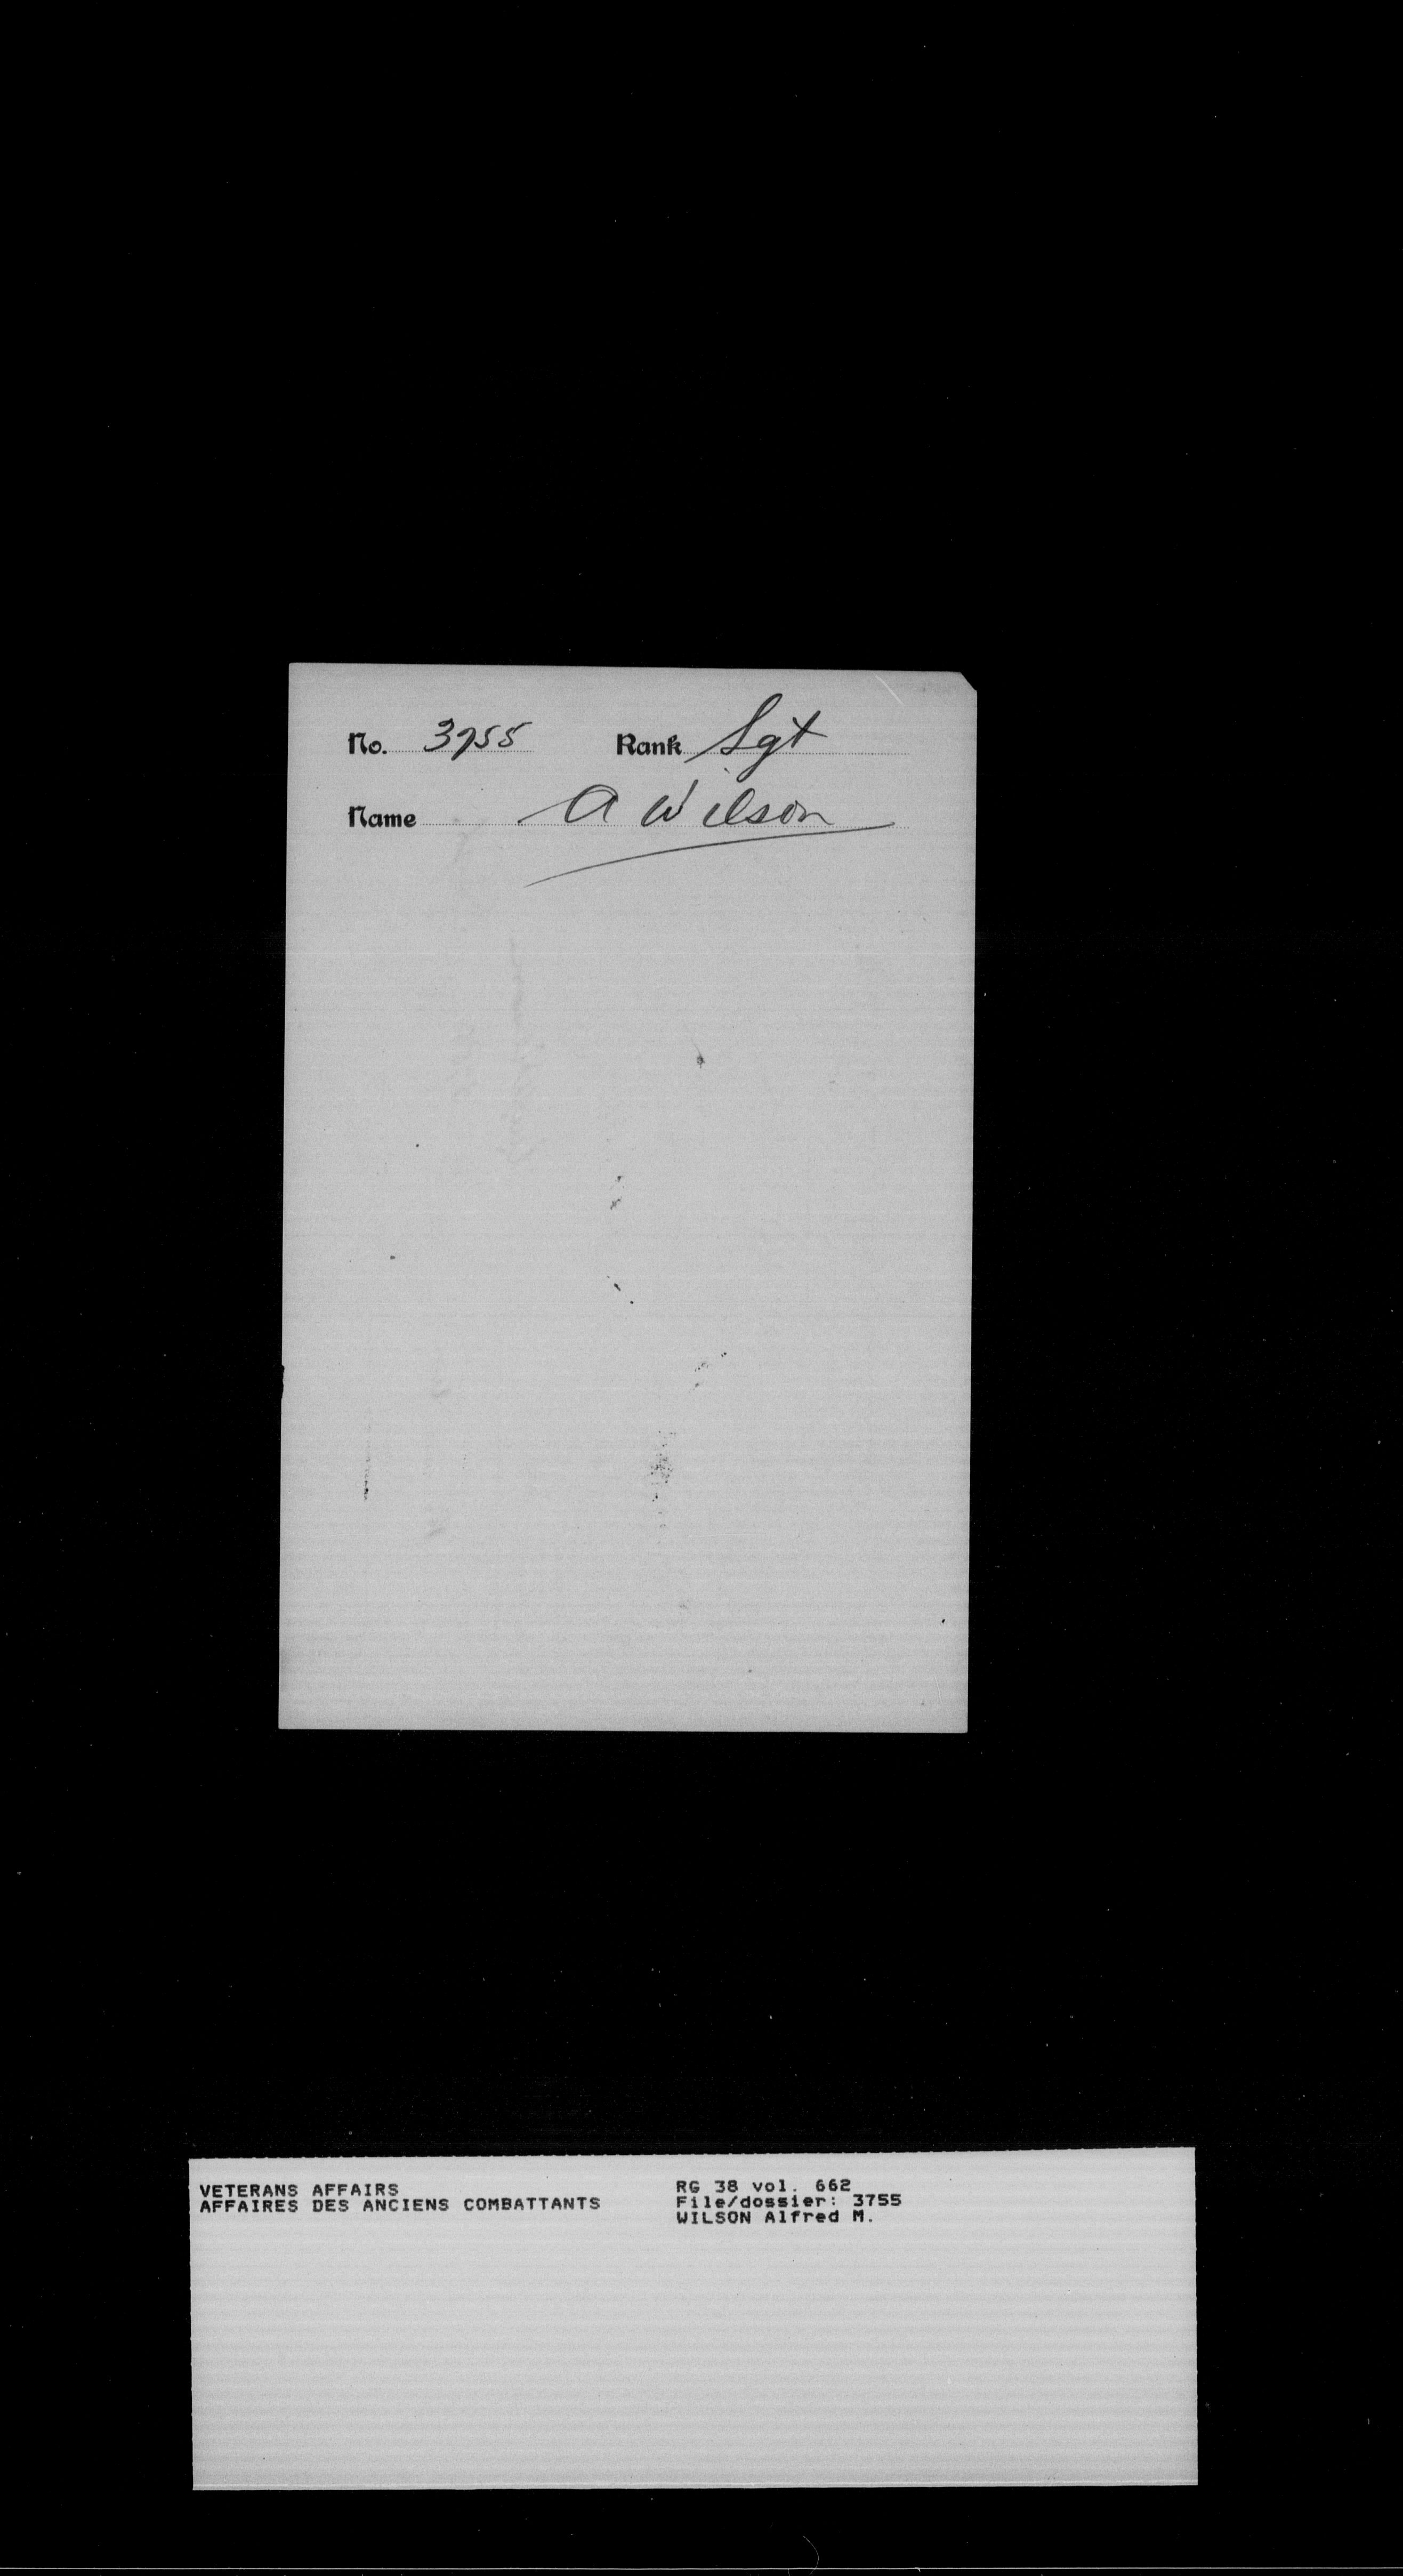 No. 3755 Rank Sgt
Name A Wilson
VETERANS AFFAIRS
AFFAIRES DES ANCIENS COMBATTANTS
RG 38 vol. 662
File/dossier: 3755
WILSON Alfred M.